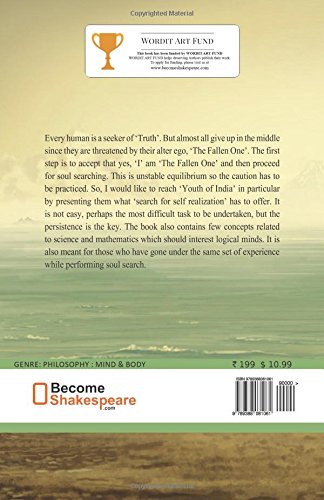 WORDIT ART FUND
This book has been funded by WORDIT ART FUND
WORDIT ART FUND helps deserving Authors publish their work
To apply for funding, please visit us at
www.becomeshakespeare.com
Every human is a seeker of ‘Truth’. But almost all give up in the middle
since they are threatened by their alter ego, ‘The Fallen One’. The first
step is to accept that yes, ‘I’ am ‘The Fallen One’ and then proceed
for soul searching. This is unstable equilibrium so the caution has to
be practiced. So, I would like to reach ‘Youth of India’ in particular
by presenting them what ‘search for self realization’ has to offer. It
is not easy, perhaps the most difficult task to be undertaken, but the
persistence is the key. The book also contains few concepts related
to science and mathematics which should interest logical minds. It is
also meant for those who have gone under the same set of experience
while performing soul search.
GENRE: PHILOSOPHY : MIND & BODY
₹ 199 $ 10.99
Become
Shakespeare
.com
90000 >